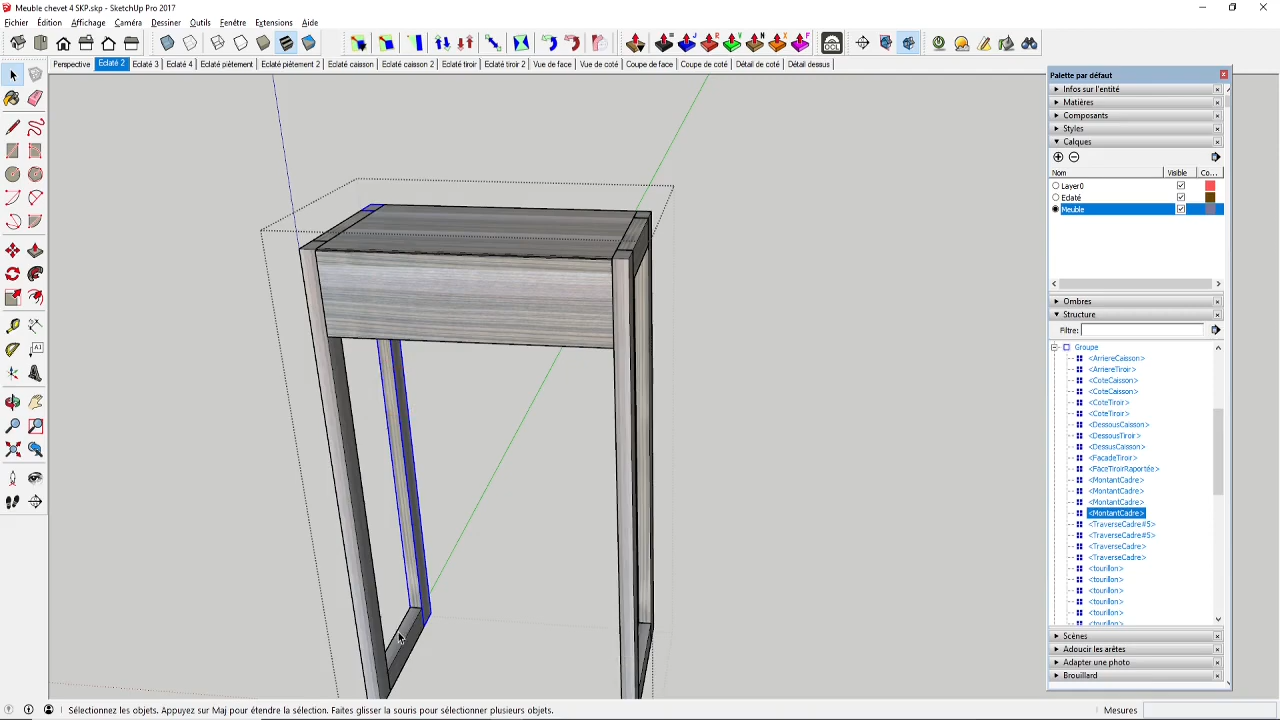 Meuble chevet 4 SKP.skp - SketchUp Pro 2017
Fichier Édition Affichage Caméra Dessiner Outils Fenêtre Extensions Aide
OCL
Perspective Eclaté 2 Eclaté 3 Eclaté 4 Eclaté piètement Eclaté piètement 2 Eclaté caisson Eclaté caisson 2 Eclaté tiroir Eclaté tiroir 2 Vue de face Vue de coté Coupe de face Coupe de coté Détail de coté Détail dessus
Palette par défaut
Infos sur l'entité
Matières
Composants
Styles
Calques
Nom Visible Co...
Layer0
Eclaté
Meuble
Ombres
Structure
Filtre:
Groupe
<ArriereCaisson>
<ArriereTiroir>
<CoteCaisson>
<CoteCaisson>
<CoteTiroir>
<CoteTiroir>
<DessousCaisson>
<DessousTiroir>
<DessusCaisson>
<FacadeTiroir>
<FaceTiroirRaportée>
<MontantCadre>
<MontantCadre>
<MontantCadre>
<MontantCadre>
<TraverseCadre#5>
<TraverseCadre#5>
<TraverseCadre>
<TraverseCadre>
<tourillon>
<tourillon>
<tourillon>
<tourillon>
<tourillon>
<tourillon>
Scènes
Adoucir les arêtes
Adapter une photo
Brouillard
Sélectionnez les objets. Appuyez sur Maj pour étendre la sélection. Faites glisser la souris pour sélectionner plusieurs objets.
Mesures